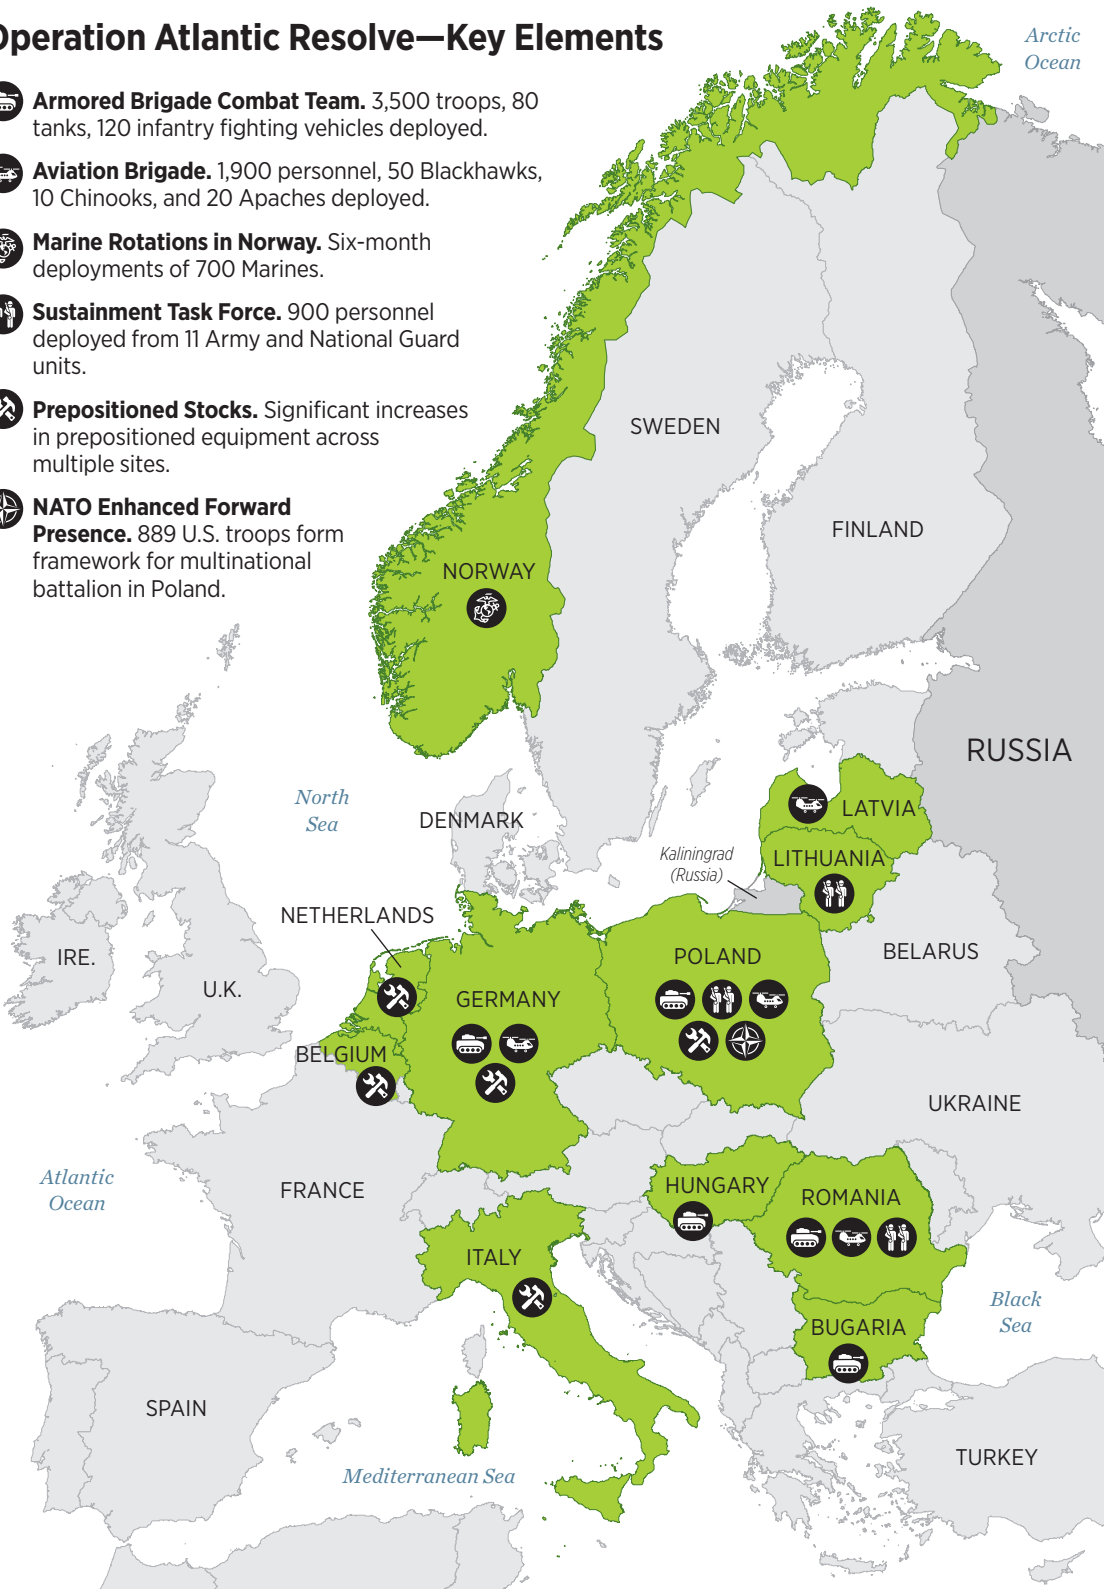 Operation Atlantic Resolve—Key Elements
Armored Brigade Combat Team. 3,500 troops, 80
tanks, 120 infantry fighting vehicles deployed.
Aviation Brigade. 1,900 personnel, 50 Blackhawks,
10 Chinooks, and 20 Apaches deployed.
Marine Rotations in Norway. Six-month
deployments of 700 Marines.
Sustainment Task Force. 900 personnel
deployed from 11 Army and National Guard
units.
Prepositioned Stocks. Significant increases
in prepositioned equipment across
multiple sites.
NATO Enhanced Forward
Presence. 889 U.S. troops form
framework for multinational
battalion in Poland.
Arctic
Ocean
SWEDEN
FINLAND
NORWAY
RUSSIA
North
Sea
DENMARK
LATVIA
Kaliningrad
(Russia)
LITHUANIA
NETHERLANDS
IRE.
U.K.
GERMANY
POLAND
BELARUS
BELGIUM
UKRAINE
Atlantic
Ocean
FRANCE
HUNGARY
ROMANIA
ITALY
Black
Sea
BUGARIA
SPAIN
Mediterranean Sea
TURKEY